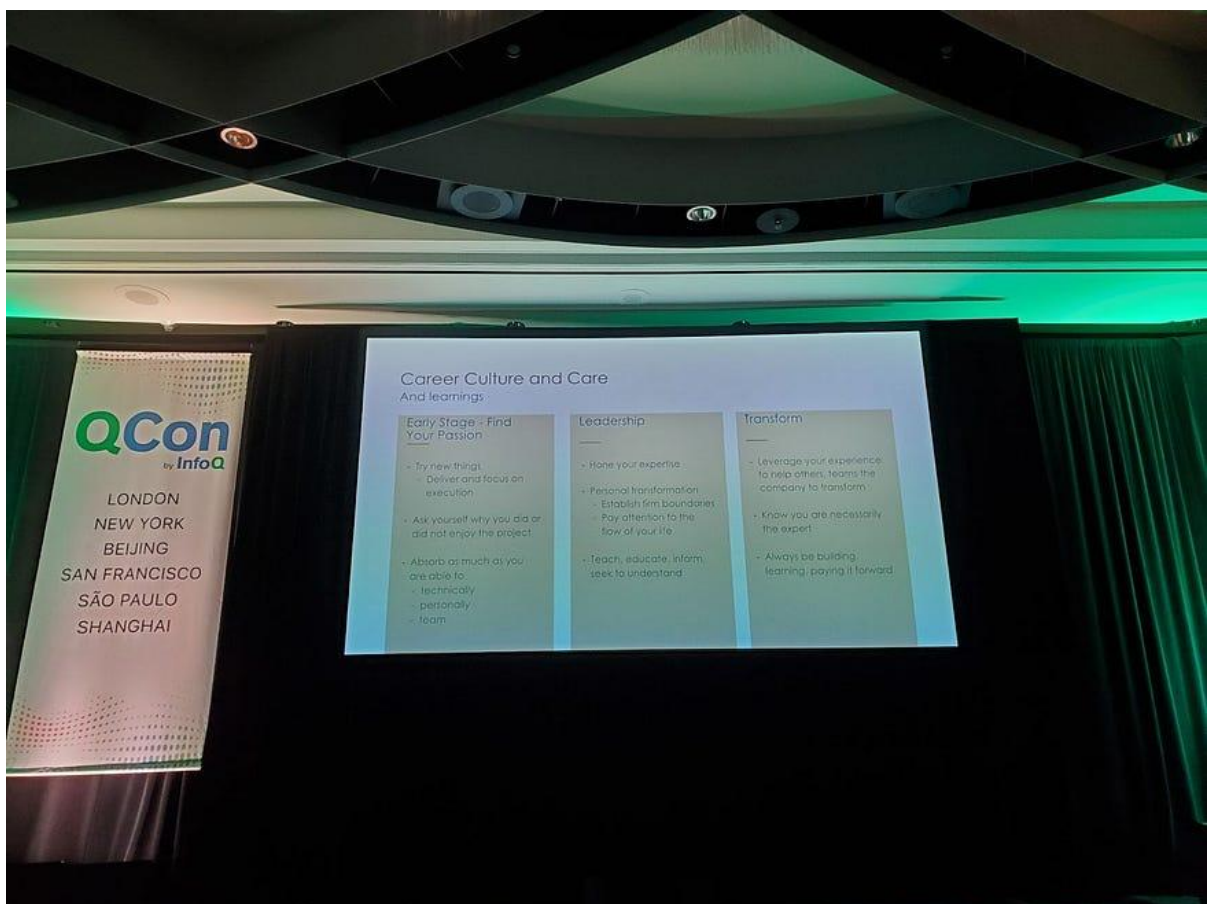 QCon
by InfoQ
LONDON
NEW YORK
BEIJING
SAN FRANCISCO
SÃO PAULO
SHANGHAI
Career Culture and Care
And learnings
Early Stage - Find
Your Passion
- Try new things
- Deliver and focus on
execution
- Ask yourself why you did or
did not enjoy the project
- Absorb as much as you
are able to
- technically
- personally
- team
Leadership
- Hone your expertise
- Personal transformation
- Establish firm boundaries
- Pay attention to the
flow of your life
- Teach, educate, inform,
seek to understand
Transform
- Leverage your experience
to help others, teams the
company to transform
- Know you are necessarily
the expert
- Always be building,
learning, paying it forward